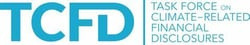 TCFD
TASK FORCE ON
CLIMATE-RELATED
FINANCIAL
DISCLOSURES